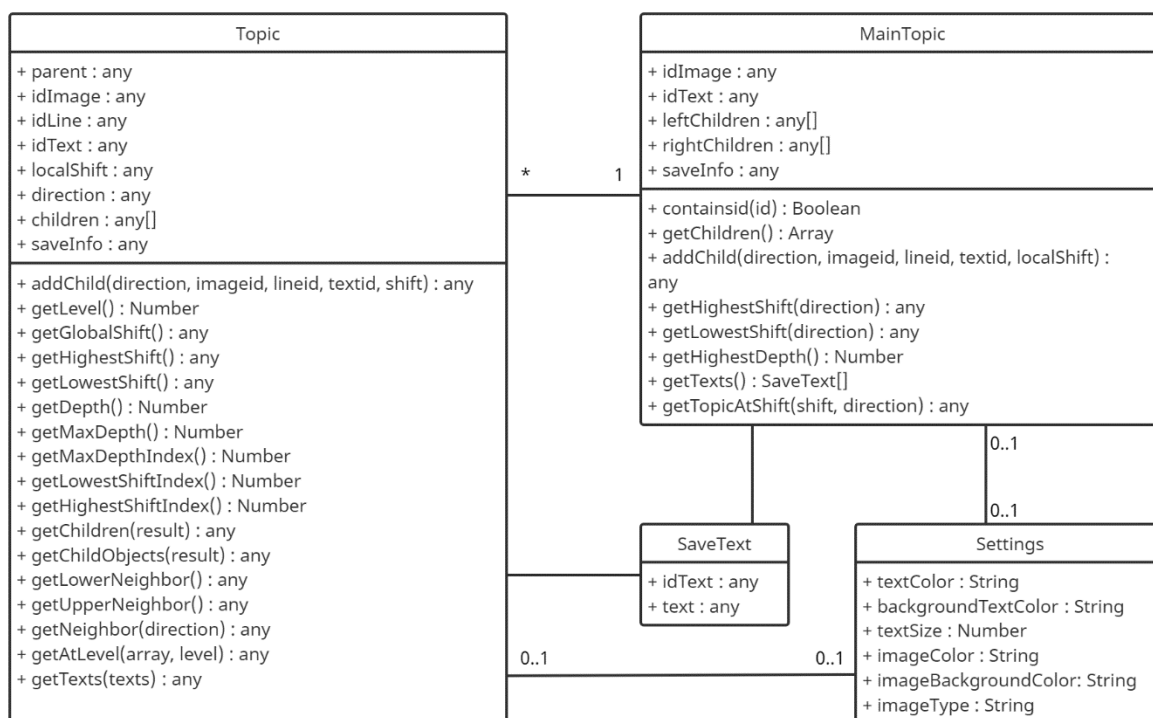 Topic
+ parent : any
+ idImage : any
+ idLine : any
+ idText : any
+ localShift : any
+ direction : any
+ children : any[]
+ saveInfo : any
+ addChild(direction, imageid, lineid, textid, shift) : any
+ getLevel() : Number
+ getGlobalShift() : any
+ getHighestShift() : any
+ getLowestShift() : any
+ getDepth() : Number
+ getMaxDepth() : Number
+ getMaxDepthIndex() : Number
+ getLowestShiftIndex() : Number
+ getHighestShiftIndex() : Number
+ getChildren(result) : any
+ getChildObjects(result) : any
+ getLowerNeighbor() : any
+ getUpperNeighbor() : any
+ getNeighbor(direction) : any
+ getAtLevel(array, level) : any
+ getTexts(texts) : any
* 1
MainTopic
+ idImage : any
+ idText : any
+ leftChildren : any[]
+ rightChildren : any[]
+ saveInfo : any
+ containsid(id) : Boolean
+ getChildren() : Array
+ addChild(direction, imageid, lineid, textid, localShift) :
any
+ getHighestShift(direction) : any
+ getLowestShift(direction) : any
+ getHighestDepth() : Number
+ getTexts() : SaveText[]
+ getTopicAtShift(shift, direction) : any
0..1
0..1
SaveText
+ idText : any
+ text : any
0..1 0..1
Settings
+ textColor : String
+ backgroundTextColor : String
+ textSize : Number
+ imageColor : String
+ imageBackgroundColor: String
+ imageType : String